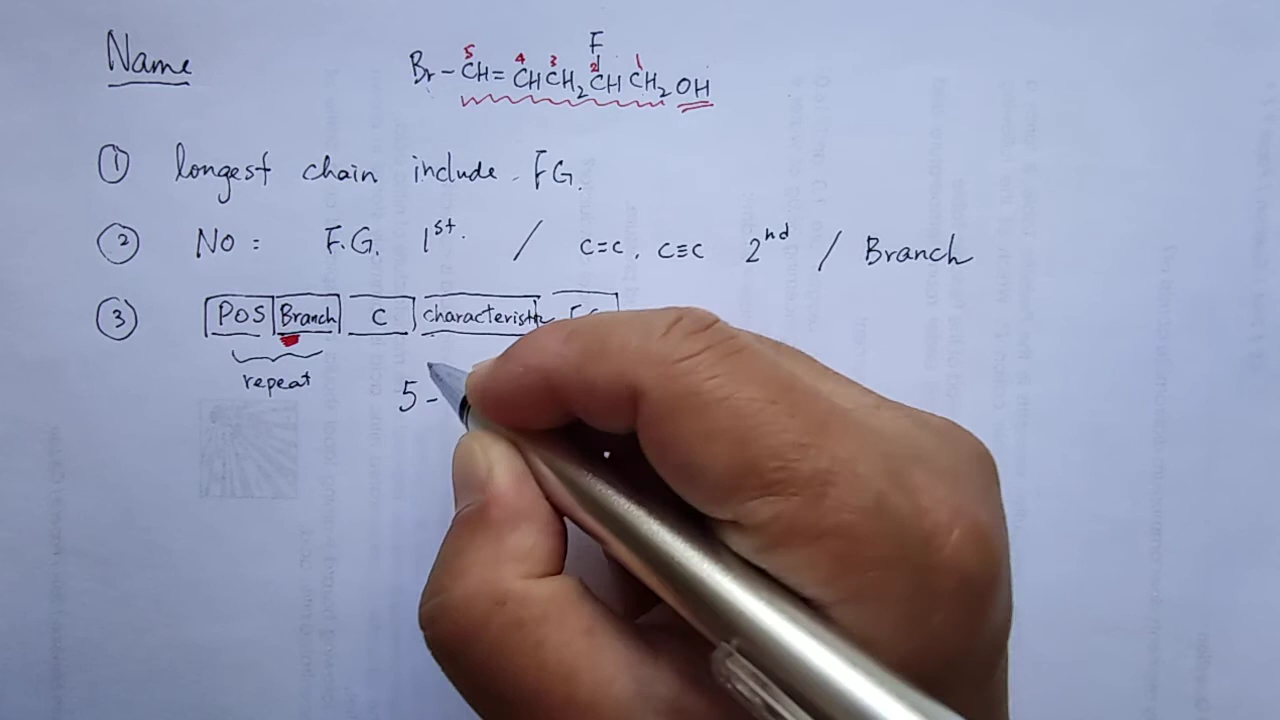 Name
F
5 4 3 2 1
Br-CH=CHCH₂CHCH₂OH
① longest chain include FG.
② No: F.G. 1st. / C=C. C≡C 2nd / Branch
③ POS Branch C characteristic
repeat
5-